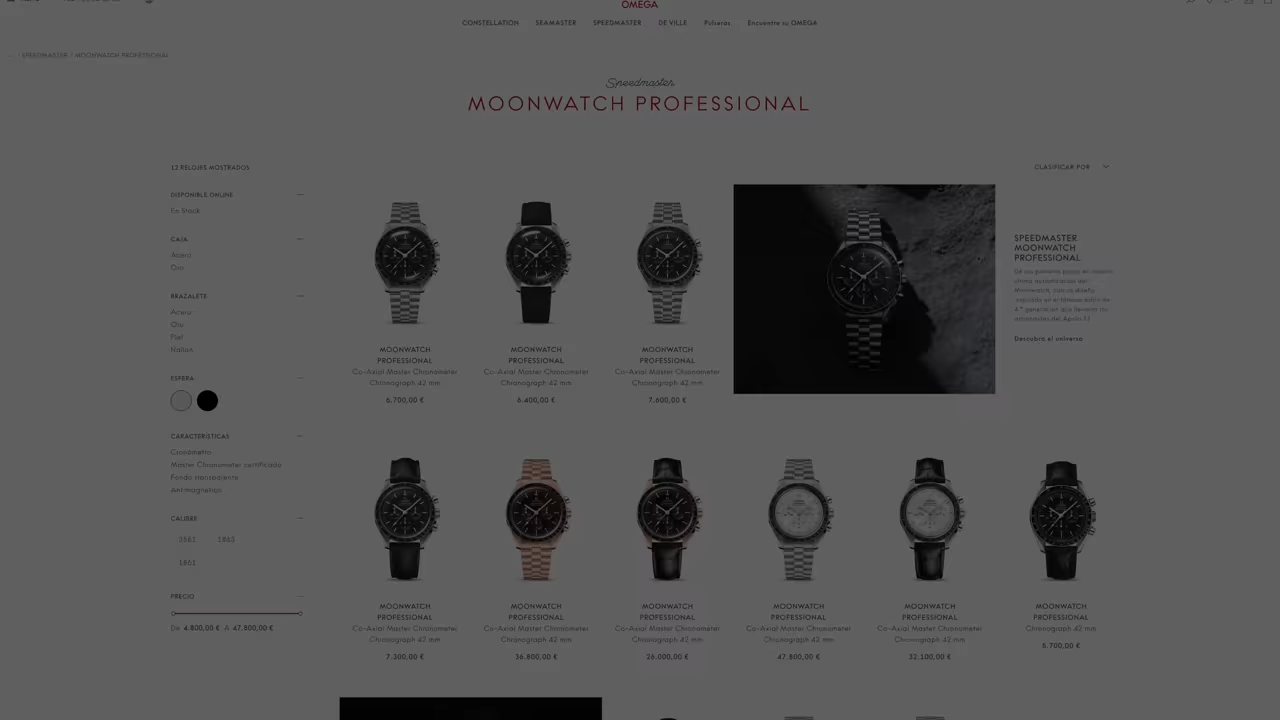 OMEGA
CONSTELLATION SEAMASTER SPEEDMASTER DE VILLE Pulseras Encuentre su OMEGA
... / SPEEDMASTER / MOONWATCH PROFESSIONAL
Speedmaster
MOONWATCH PROFESSIONAL
12 RELOJES MOSTRADOS
CLASIFICAR POR
DISPONIBLE ONLINE
En Stock
CAJA
Acero
Oro
BRAZALETE
Acero
Oro
Piel
Nailon
ESFERA
CARACTERÍSTICAS
Cronómetro
Master Chronometer certificado
Fondo transparente
Antimagnético
CALIBRE
3861 1863
1861
PRECIO
De 4.800,00 € A 47.800,00 €
MOONWATCH
PROFESSIONAL
Co-Axial Master Chronometer
Chronograph 42 mm
6.700,00 €
MOONWATCH
PROFESSIONAL
Co-Axial Master Chronometer
Chronograph 42 mm
6.400,00 €
MOONWATCH
PROFESSIONAL
Co-Axial Master Chronometer
Chronograph 42 mm
7.600,00 €
SPEEDMASTER
MOONWATCH
PROFESSIONAL
Descubra el universo
MOONWATCH
PROFESSIONAL
Co-Axial Master Chronometer
Chronograph 42 mm
7.300,00 €
MOONWATCH
PROFESSIONAL
Co-Axial Master Chronometer
Chronograph 42 mm
36.800,00 €
MOONWATCH
PROFESSIONAL
Co-Axial Master Chronometer
Chronograph 42 mm
26.000,00 €
MOONWATCH
PROFESSIONAL
Co-Axial Master Chronometer
Chronograph 42 mm
47.800,00 €
MOONWATCH
PROFESSIONAL
Co-Axial Master Chronometer
Chronograph 42 mm
32.100,00 €
MOONWATCH
PROFESSIONAL
Chronograph 42 mm
5.700,00 €